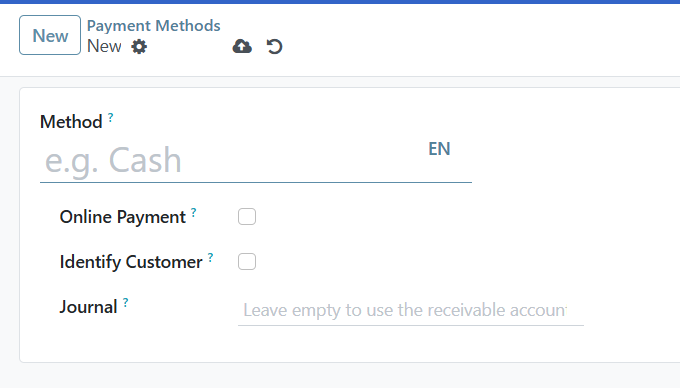 New
Payment Methods
New
Method ?
e.g. Cash
EN
Online Payment ?
Identify Customer ?
Journal ?
Leave empty to use the receivable accoun